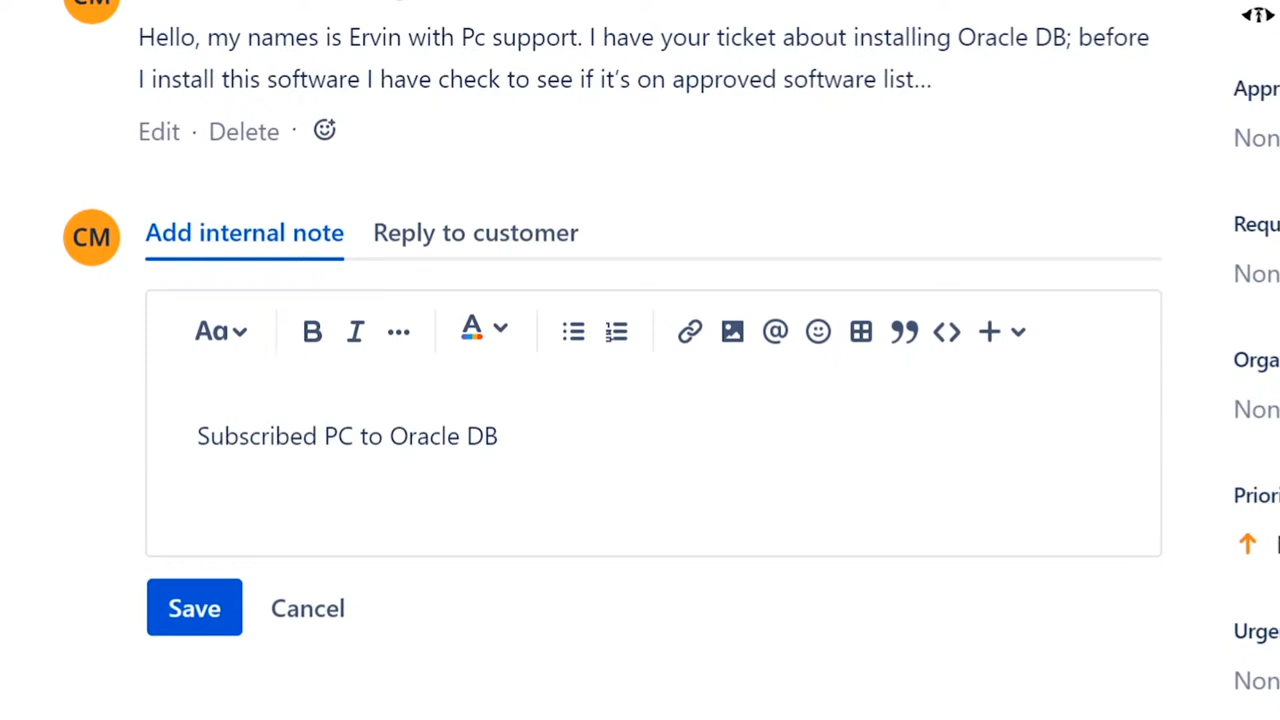 Hello, my names is Ervin with Pc support. I have your ticket about installing Oracle DB; before
I install this software I have check to see if it’s on approved software list...
Edit · Delete ·
CM
Add internal note Reply to customer
Aa
B I ... A
Subscribed PC to Oracle DB
Save Cancel
Appr
Non
Requ
Non
Orga
Non
Prior
Urge
Non